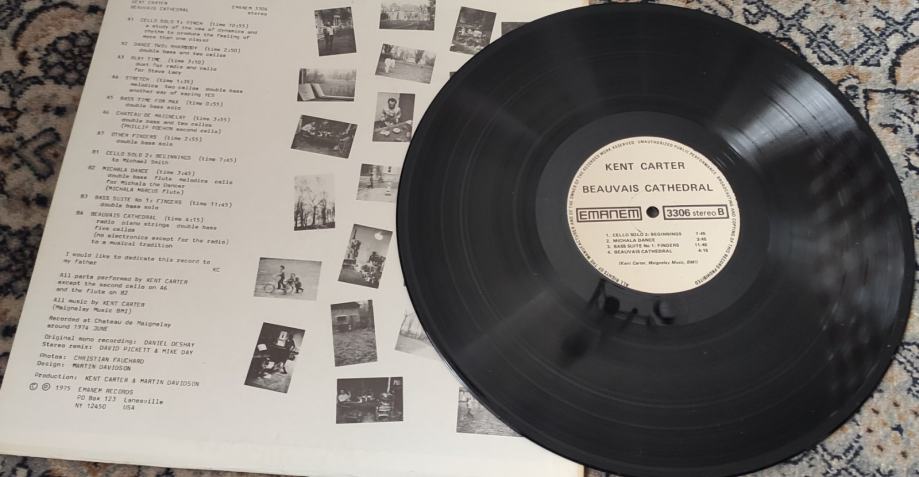 KENT CARTER EMANEM 3306
BEAUVAIS CATHEDRAL stereo
A1 CELLO SOLO 1: [time 10:55]
a study of the use of dynamics and
rhythm to produce the feeling of
more than one player
A2 DANCE TWO: [time 2:50]
double bass and two cellos
A3 PLAY TIME [time 3:50]
duet for radio and cello
for Steve Lacy
A4 STRETCH [time 1:35]
melodica two cellos double bass
another way of saying YES
A5 BASS TIME FOR MAX [time 0:55]
double bass solo
A6 CHATEAU DE MAIGNELAY [time 3:55]
double bass and two cellos
(PHILLIP second cello)
A7 OTHER FINGERS [time 2:55]
double bass solo
B1 CELLO SOLO 2: BEGINNINGS [time 7:45]
to Michael Smith
B2 MICHALA DANCE [time 3:45]
double bass flute melodica cello
for Michala the Dancer
(MICHALA MARCUS flute)
B3 BASS SUITE No 1: FINGERS [time 11:45]
double bass solo
B4 BEAUVAIS CATHEDRAL [time 4:15]
radio piano strings double bass
five cellos
(no electronics except for the radio)
to a musical tradition
I would like to dedicate this record to
my father KC
All parts performed by KENT CARTER
except the second cello on A6
and the flute on B2
All music by KENT CARTER
(Maignelay Music BMI)
Recorded at Chateau de Maignelay
around 1974 JUNE
Original mono recording: DANIEL DESHAY
Stereo remix: DAVID PICKETT & MIKE DAY
Photos: CHRISTIAN FAUCHARD
Design: MARTIN DAVIDSON
Production: KENT CARTER & MARTIN DAVIDSON
© ℗ 1975 EMANEM RECORDS
PO Box 123 Lanesville
NY 12450 USA
KENT CARTER
BEAUVAIS CATHEDRAL
EMANEM 3306 stereo B
1. CELLO SOLO 2: BEGINNINGS 7:45
2. MICHALA DANCE 3:45
3. BASS SUITE No 1: FINGERS 11:45
4. BEAUVAIS CATHEDRAL 4:15
(Kent Carter, Maignelay Music, BMI)